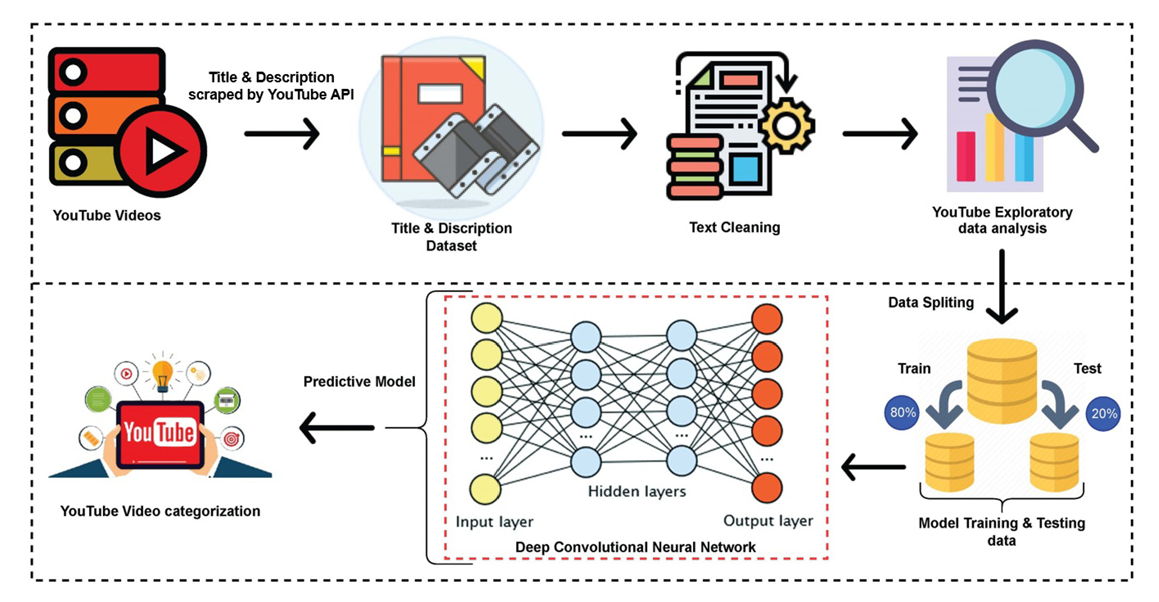 Title & Description
scraped by YouTube API
YouTube Videos
Title & Discription
Dataset
Text Cleaning
YouTube Exploratory
data analysis
Data Spliting
Train
Test
80%
20%
Model Training & Testing
data
Input layer
...
...
Hidden layers
...
...
Output layer
Deep Convolutional Neural Network
Predictive Model
YouTube
YouTube Video categorization